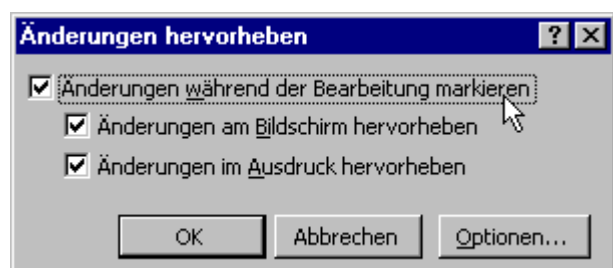 Änderungen hervorheben
Änderungen während der Bearbeitung markieren
Änderungen am Bildschirm hervorheben
Änderungen im Ausdruck hervorheben
OK Abbrechen Optionen...